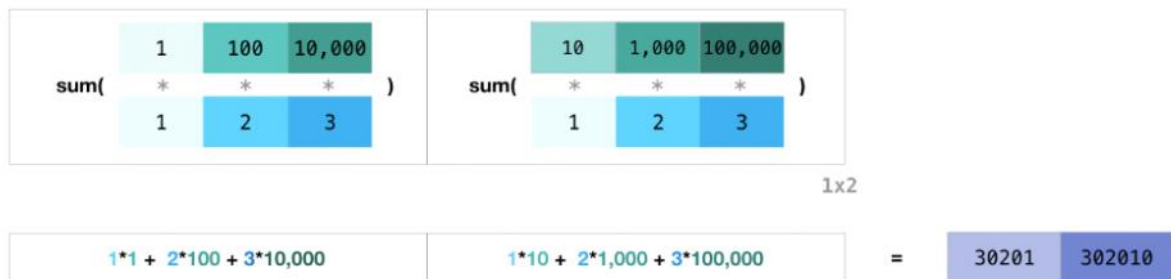 1 100 10,000 10 1,000 100,000
sum( * * * ) sum( * * * )
1 2 3 1 2 3
1x2
1*1 + 2*100 + 3*10,000 1*10 + 2*1,000 + 3*100,000 = 30201 302010